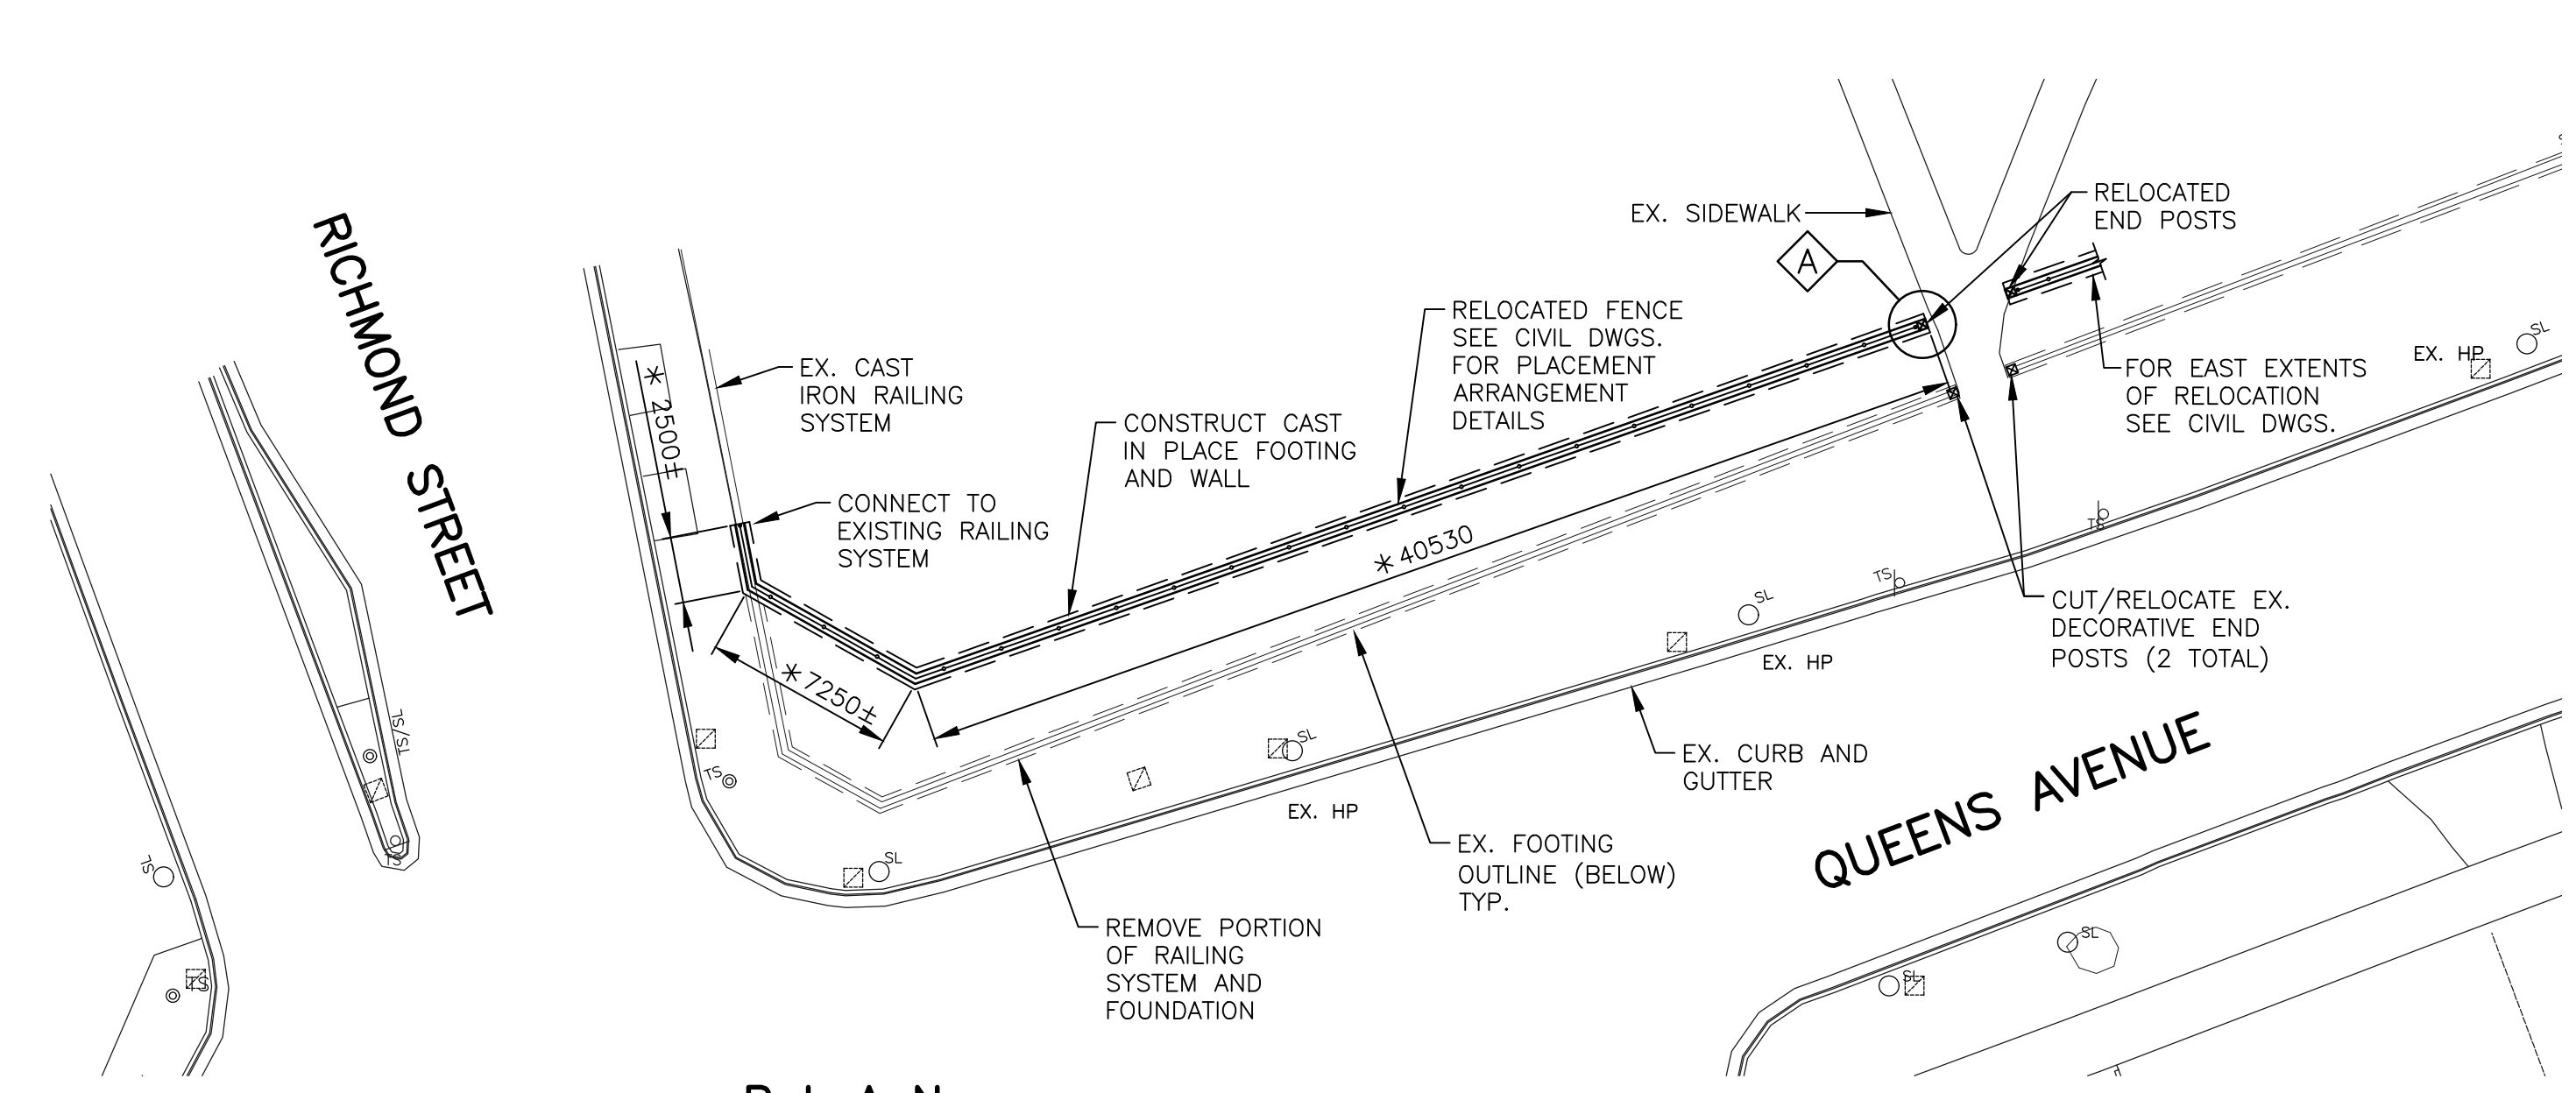 RICHMOND STREET
EX. SIDEWALK
A
RELOCATED
END POSTS
RELOCATED FENCE
SEE CIVIL DWGS.
FOR PLACEMENT
ARRANGEMENT
DETAILS
EX. HP
SL
FOR EAST EXTENTS
OF RELOCATION
SEE CIVIL DWGS.
EX. CAST
IRON RAILING
SYSTEM
* 2500±
CONSTRUCT CAST
IN PLACE FOOTING
AND WALL
CONNECT TO
EXISTING RAILING
SYSTEM
* 40530
TS
TS
SL
CUT/RELOCATE EX.
DECORATIVE END
POSTS (2 TOTAL)
EX. HP
* 7250±
TS/SL
TS
SL
EX. CURB AND
GUTTER
QUEENS AVENUE
EX. HP
EX. FOOTING
OUTLINE (BELOW)
TYP.
TS
SL
SL
REMOVE PORTION
OF RAILING
SYSTEM AND
FOUNDATION
TS
SL
SL